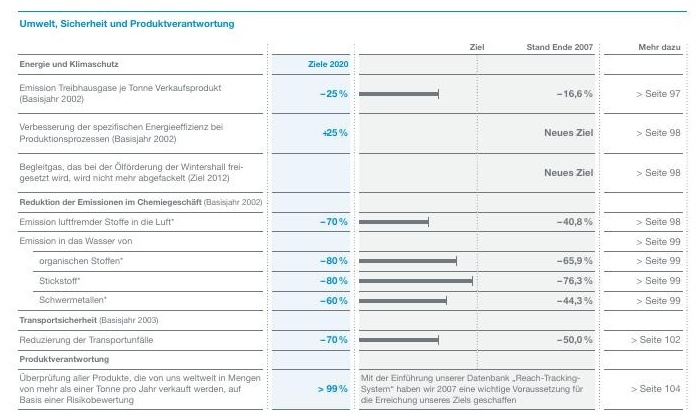 Umwelt, Sicherheit und Produktverantwortung
Ziel Stand Ende 2007 Mehr dazu
Energie und Klimaschutz Ziele 2020
Emission Treibhausgase je Tonne Verkaufsprodukt
(Basisjahr 2002) −25 % −16,6 % > Seite 97
Verbesserung der spezifischen Energieeffizienz bei
Produktionsprozessen (Basisjahr 2002) +25 % Neues Ziel > Seite 98
Begleitgas, das bei der Ölförderung der Wintershall frei-
gesetzt wird, wird nicht mehr abgefackelt (Ziel 2012) Neues Ziel > Seite 98
Reduktion der Emissionen im Chemiegeschäft (Basisjahr 2002)
Emission luftfremder Stoffe in die Luft* −70 % −40,8 % > Seite 98
Emission in das Wasser von > Seite 99
organischen Stoffen* −80 % −65,9 % > Seite 99
Stickstoff* −80 % −76,3 % > Seite 99
Schwermetallen* −60 % −44,3 % > Seite 99
Transportsicherheit (Basisjahr 2003)
Reduzierung der Transportunfälle −70 % −50,0 % > Seite 102
Produktverantwortung
Überprüfung aller Produkte, die von uns weltweit in Mengen
von mehr als einer Tonne pro Jahr verkauft werden, auf
Basis einer Risikobewertung
> 99 %
Mit der Einführung unserer Datenbank „Reach-Tracking-
System“ haben wir 2007 eine wichtige Voraussetzung für
die Erreichung unseres Ziels geschaffen
> Seite 104